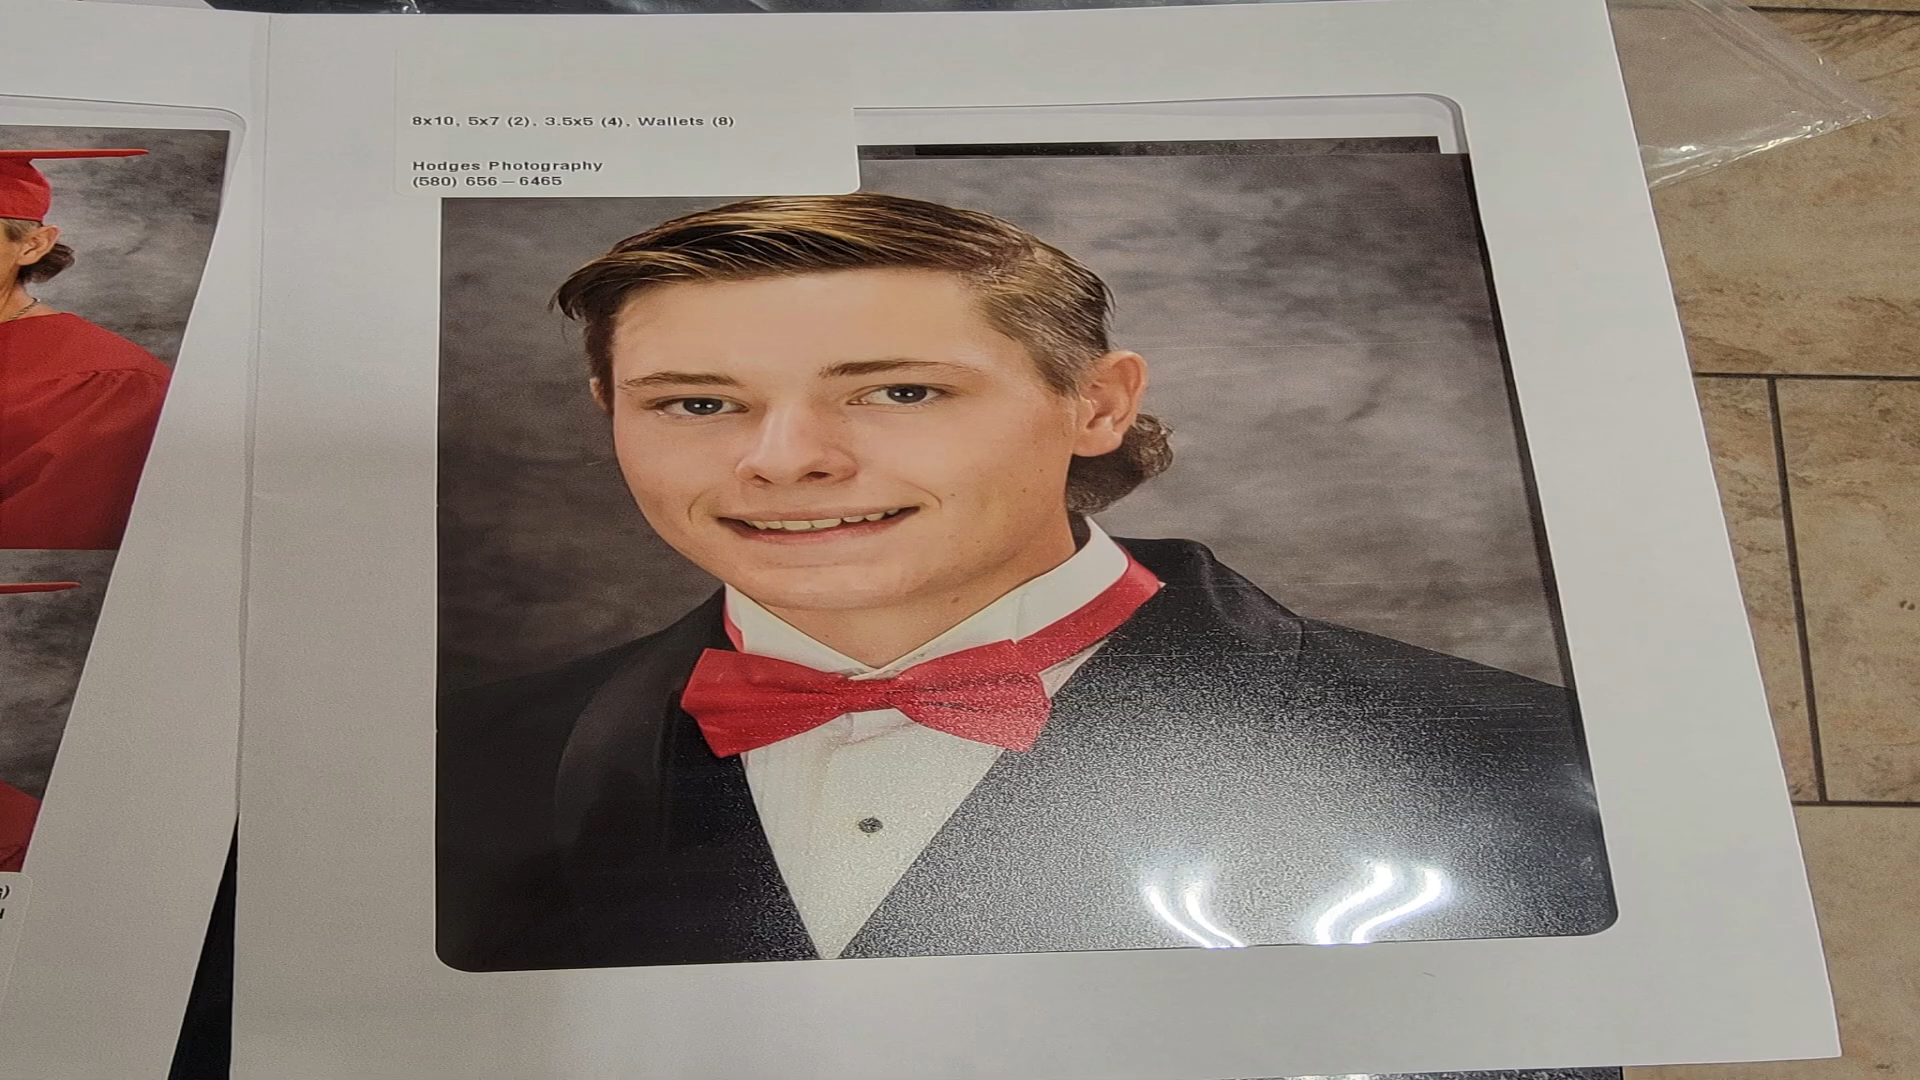 8x10, 5x7 (2), 3.5x5 (4), Wallets (8)
Hodges Photography
(580) 656 – 6465